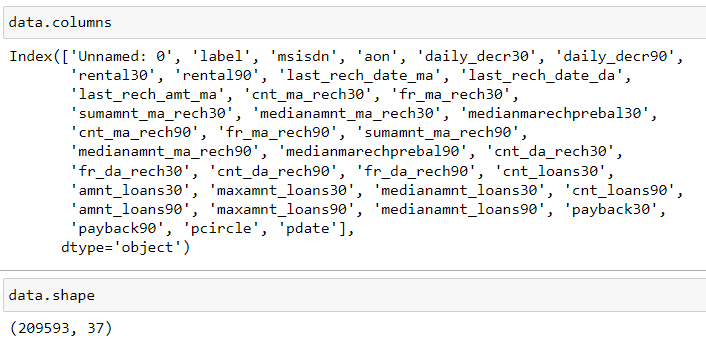 data.columns
Index(['Unnamed: 0', 'label', 'msisdn', 'aon', 'daily_decr30', 'daily_decr90',
'rental30', 'rental90', 'last_rech_date_ma', 'last_rech_date_da',
'last_rech_amt_ma', 'cnt_ma_rech30', 'fr_ma_rech30',
'sumamnt_ma_rech30', 'medianamnt_ma_rech30', 'medianmarechprebal30',
'cnt_ma_rech90', 'fr_ma_rech90', 'sumamnt_ma_rech90',
'medianamnt_ma_rech90', 'medianmarechprebal90', 'cnt_da_rech30',
'fr_da_rech30', 'cnt_da_rech90', 'fr_da_rech90', 'cnt_loans30',
'amnt_loans30', 'maxamnt_loans30', 'medianamnt_loans30', 'cnt_loans90',
'amnt_loans90', 'maxamnt_loans90', 'medianamnt_loans90', 'payback30',
'payback90', 'pcircle', 'pdate'],
dtype='object')
data.shape
(209593, 37)